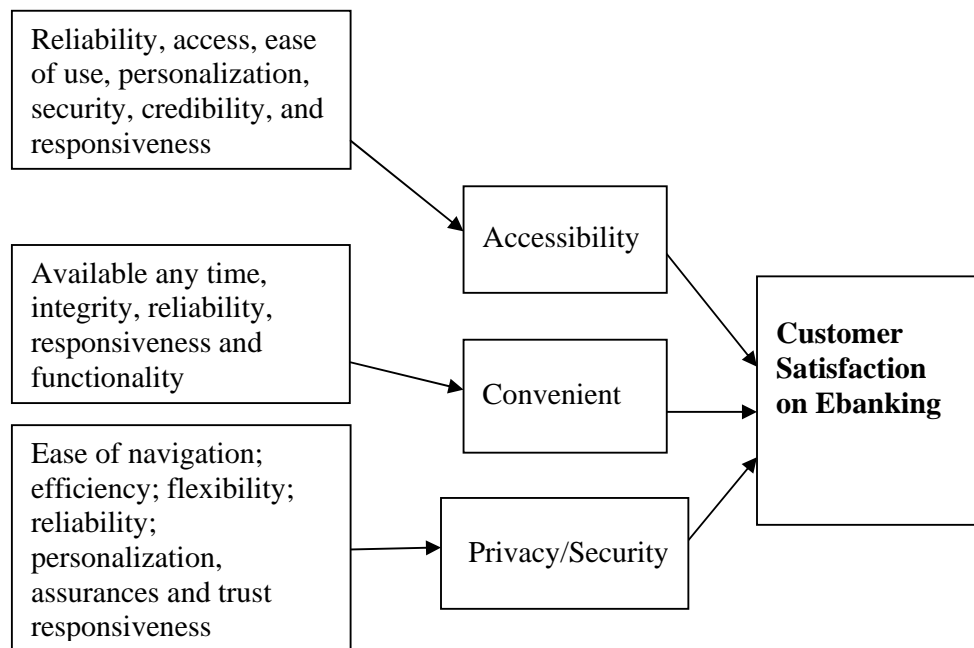 Reliability, access, ease
of use, personalization,
security, credibility, and
responsiveness
Accessibility
Available any time,
integrity, reliability,
responsiveness and
functionality
Convenient
Customer
Satisfaction
on Ebanking
Ease of navigation;
efficiency; flexibility;
reliability;
personalization,
assurances and trust
responsiveness
Privacy/Security